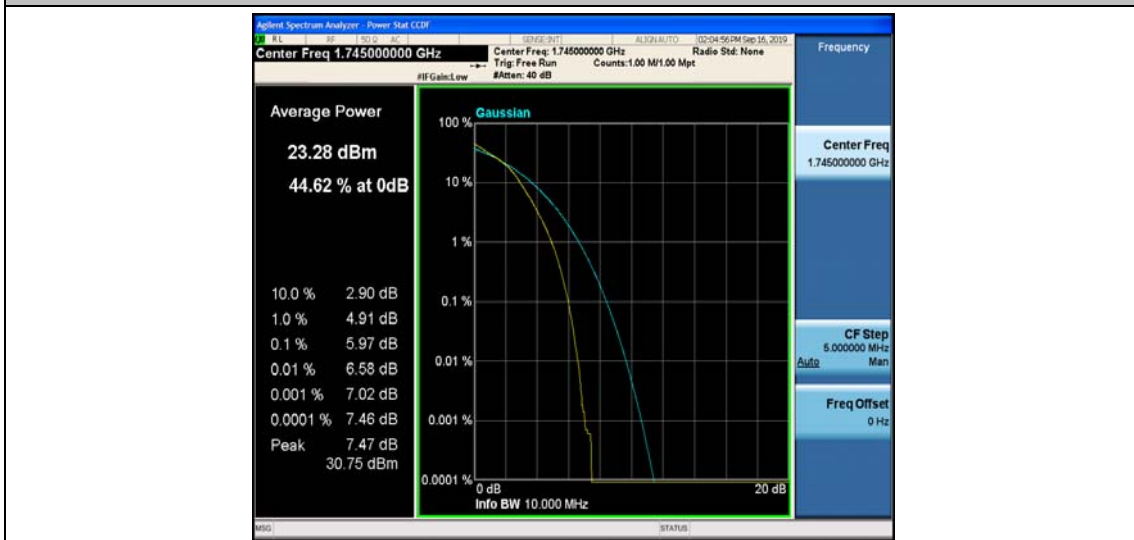 Agilent Spectrum Analyzer - Power Stat CCDF
RL RF 50 Ω AC SENSE:INT ALIGN AUTO 02:04:56 PM Sep 16, 2019
Center Freq 1.745000000 GHz
Center Freq: 1.745000000 GHz Radio Std: None
Trig: Free Run Counts:1.00 M/1.00 Mpt
#IFGain:Low #Atten: 40 dB
Frequency
Average Power
23.28 dBm
44.62 % at 0dB
10.0 % 2.90 dB
1.0 % 4.91 dB
0.1 % 5.97 dB
0.01 % 6.58 dB
0.001 % 7.02 dB
0.0001 % 7.46 dB
Peak 7.47 dB
30.75 dBm
Gaussian
100 %
10 %
1 %
0.1 %
0.01 %
0.001 %
0.0001 %
0 dB 20 dB
Info BW 10.000 MHz
Center Freq
1.745000000 GHz
CF Step
5.000000 MHz
Auto Man
Freq Offset
0 Hz
MSG STATUS